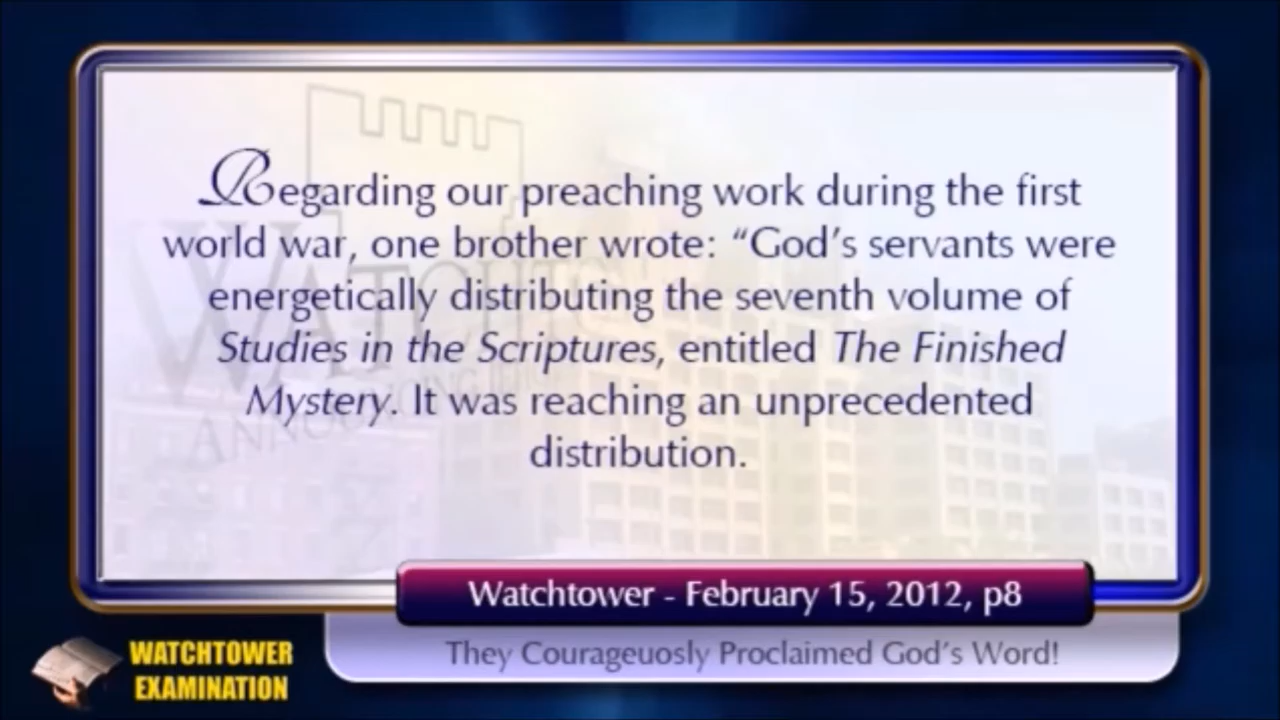 Regarding our preaching work during the first
world war, one brother wrote: “God’s servants were
energetically distributing the seventh volume of
Studies in the Scriptures, entitled The Finished
Mystery. It was reaching an unprecedented
distribution.
Watchtower - February 15, 2012, p8
They Courageuosly Proclaimed God’s Word!
WATCHTOWER
EXAMINATION